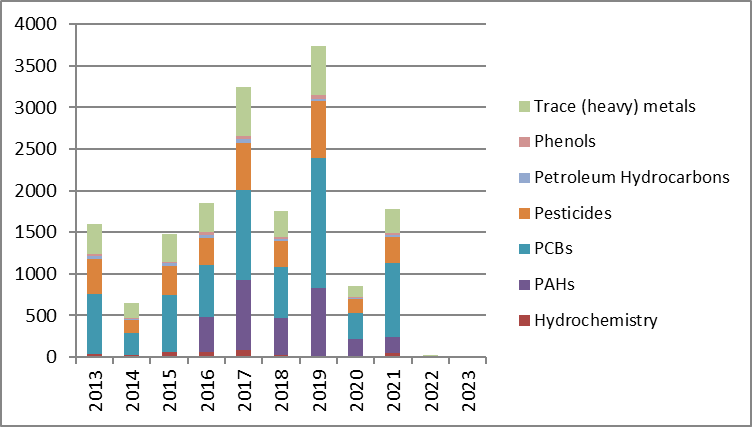 4000
3500
3000
2500
2000
1500
1000
500
0
2013
2014
2015
2016
2017
2018
2019
2020
2021
2022
2023
Trace (heavy) metals
Phenols
Petroleum Hydrocarbons
Pesticides
PCBs
PAHs
Hydrochemistry